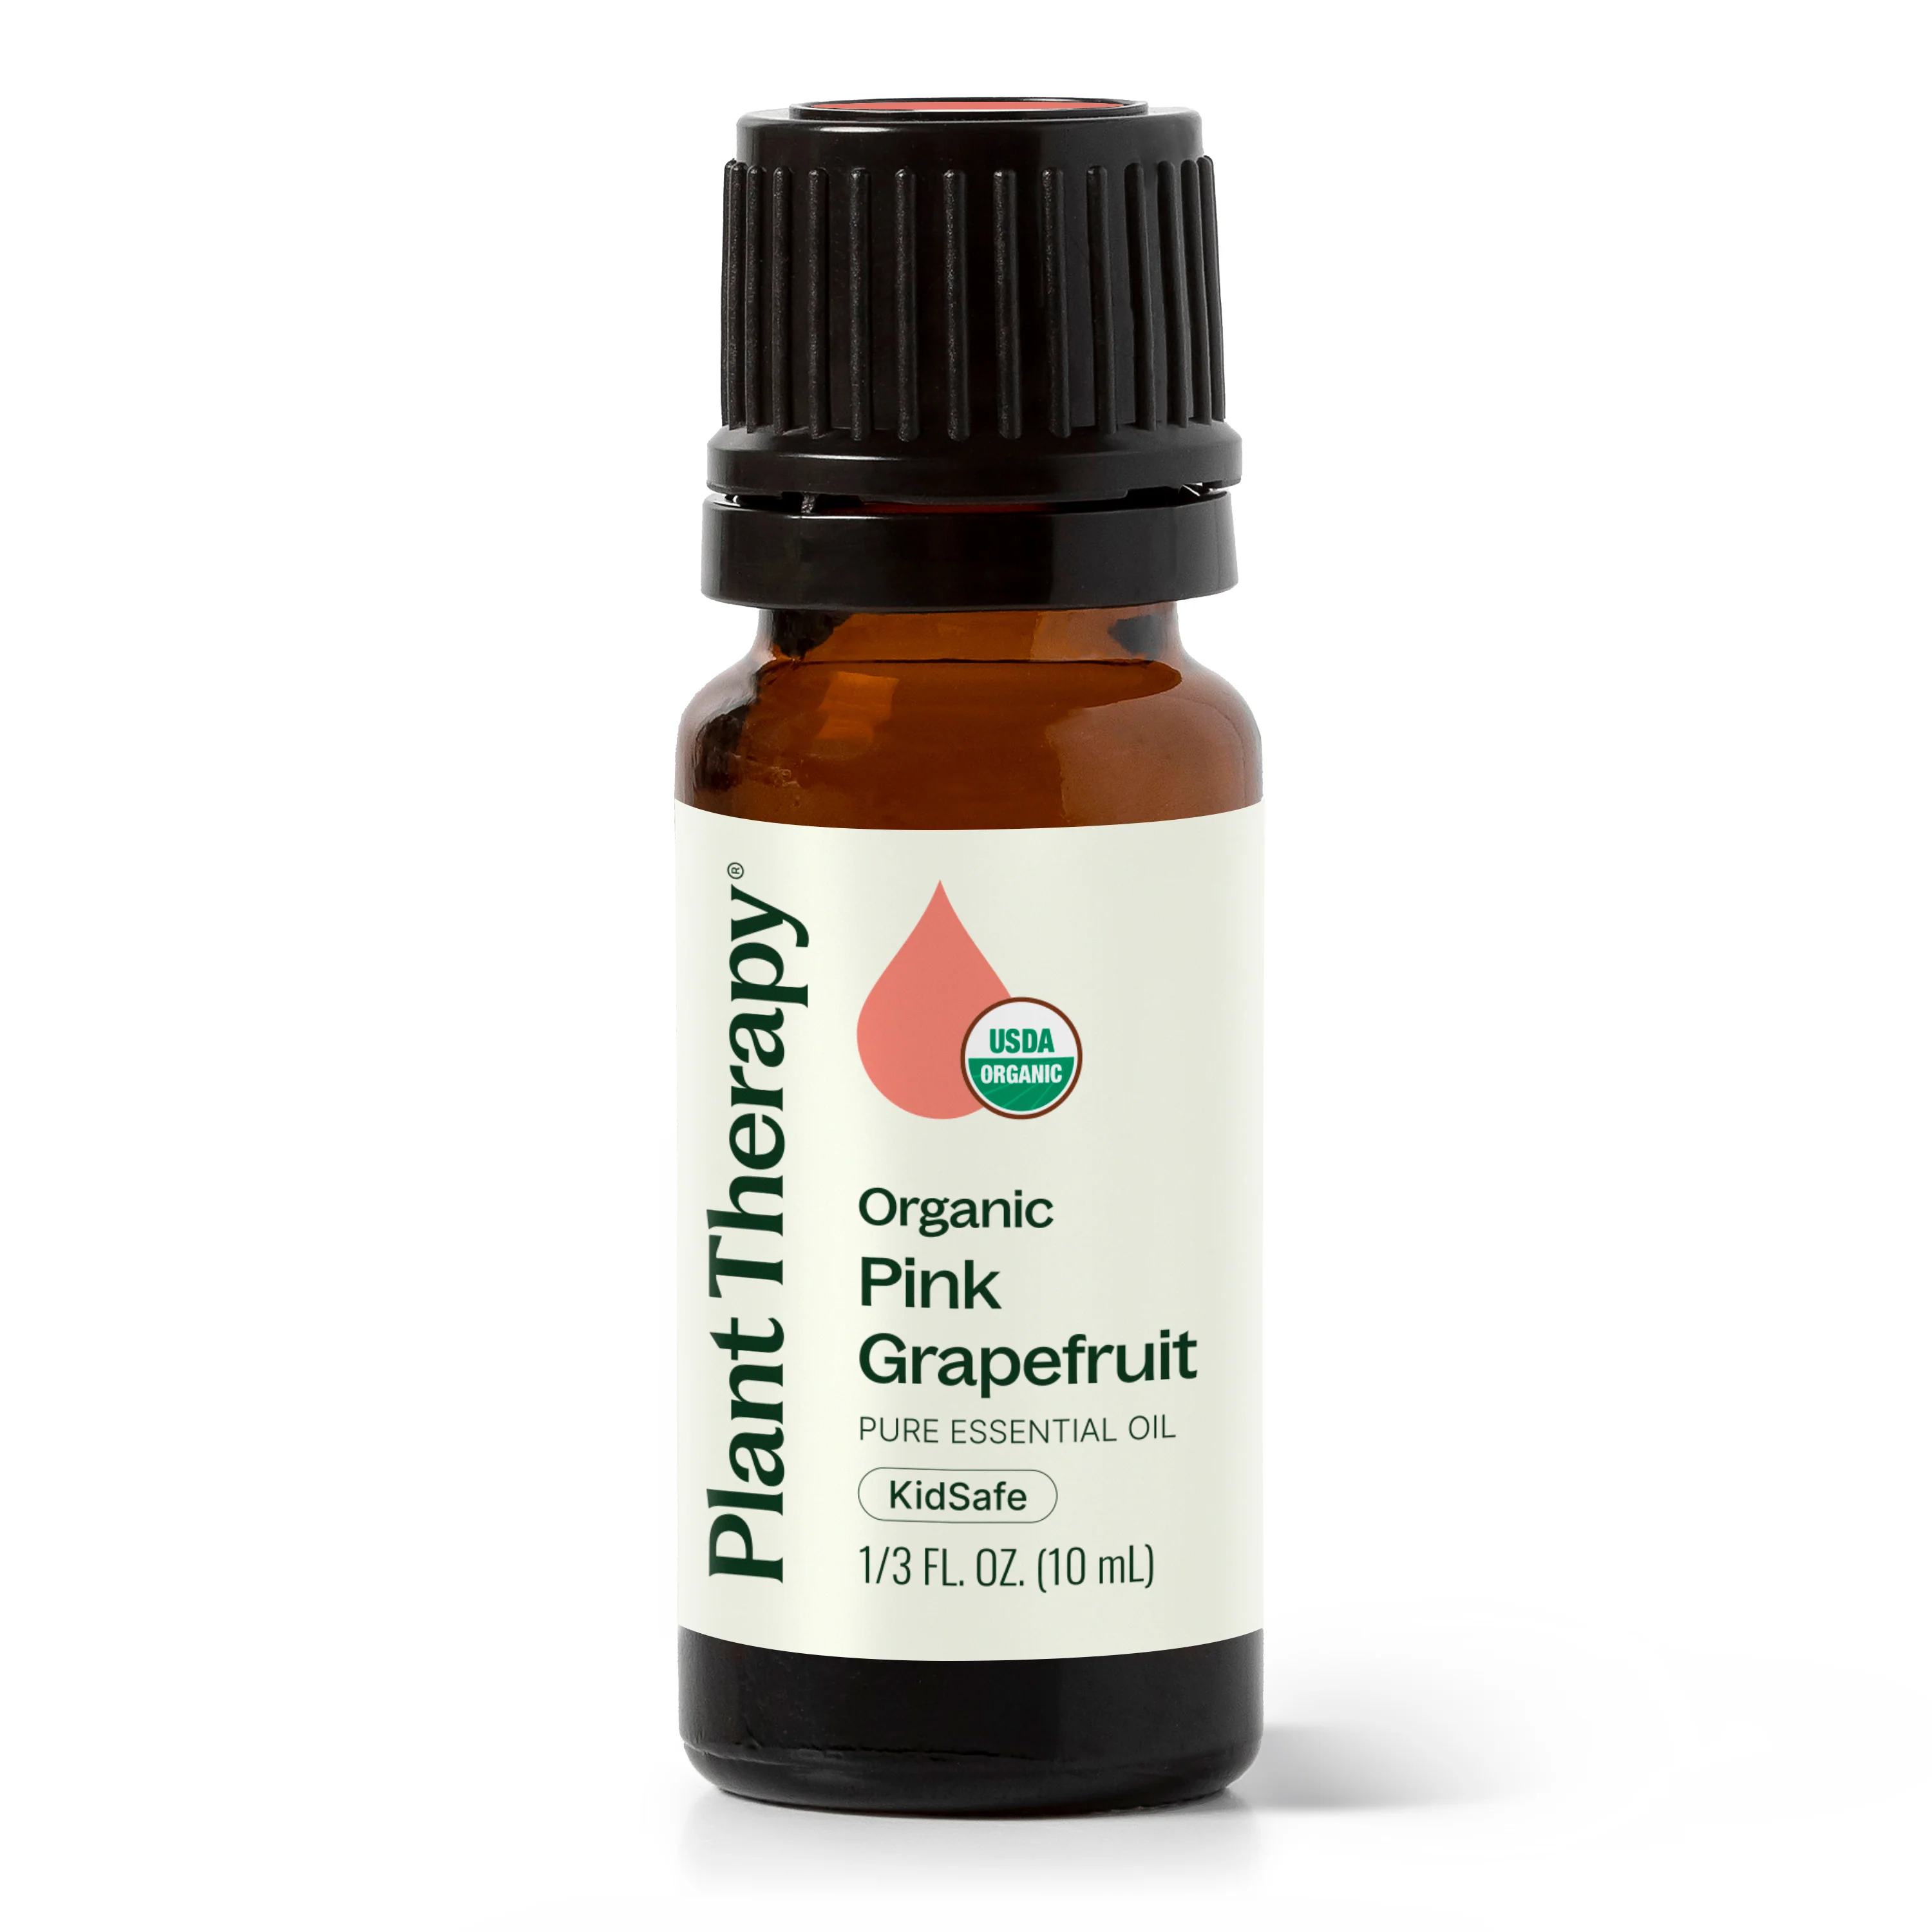 Plant Therapy®
USDA
ORGANIC
Organic
Pink
Grapefruit
PURE ESSENTIAL OIL
KidSafe
1/3 FL. OZ. (10 mL)